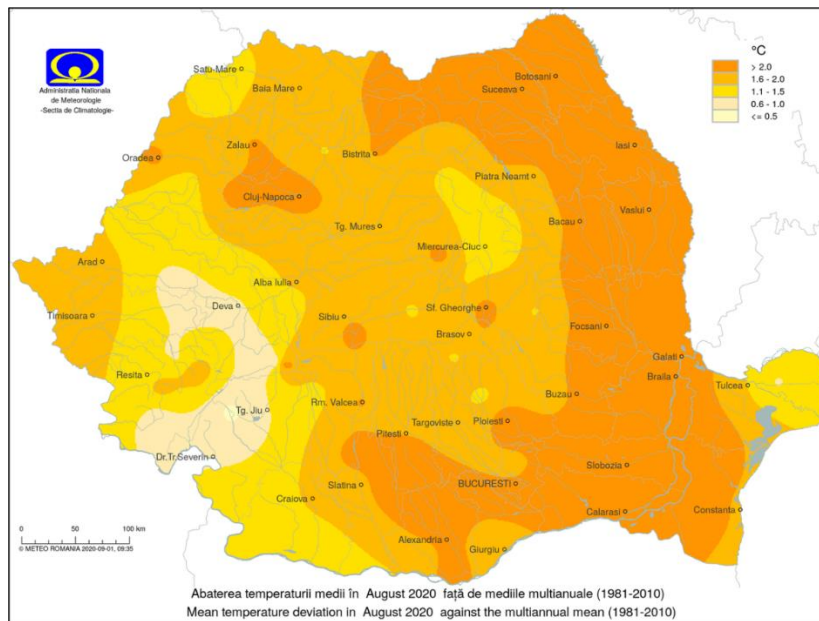 Administratia Nationala
de Meteorologie
-Sectia de Climatologie-
°C
> 2.0
1.6 - 2.0
1.1 - 1.5
0.6 - 1.0
<= 0.5
Satu-Mare
Botosani
Baia Mare
Suceava
Zalau
Iasi
Oradea
Bistrita
Piatra Neamt
Cluj-Napoca
Vaslui
Bacau
Tg. Mures
Miercurea-Ciuc
Arad
Alba Iulia
Deva
Sf. Gheorghe
Timisoara
Sibiu
Focsani
Brasov
Galati
Resita
Braila
Tulcea
Buzau
Rm. Valcea
Tg. Jiu
Targoviste
Ploiesti
Pitesti
Dr.Tr.Severin
Slobozia
Slatina
BUCURESTI
Craiova
Calarasi
Constanta
Alexandria
Giurgiu
0 50 100 km
© METEO ROMANIA 2020-09-01, 09:35
Abaterea temperaturii medii în August 2020 față de mediile multianuale (1981-2010)
Mean temperature deviation in August 2020 against the multiannual mean (1981-2010)